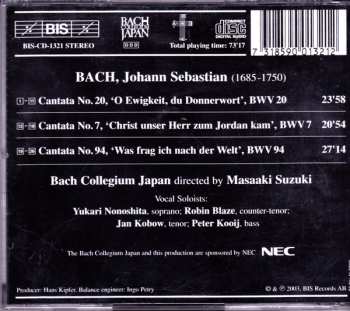 BIS
BIS-CD-1321 STEREO
BACH
COLLEGIUM
JAPAN
COMPACT
disc
DIGITAL AUDIO
Total playing time: 73'17
7 318590 013212
BACH, Johann Sebastian (1685-1750)
Cantata No. 20, ‘O Ewigkeit, du Donnerwort’, BWV 20 23'58
Cantata No. 7, ‘Christ unser Herr zum Jordan kam’, BWV 7 20'54
Cantata No. 94, ‘Was frag ich nach der Welt’, BWV 94 27'14
Bach Collegium Japan directed by Masaaki Suzuki
Vocal Soloists:
Yukari Nonoshita, soprano; Robin Blaze, counter-tenor;
Jan Kobow, tenor; Peter Kooij, bass
The Bach Collegium Japan and this production are sponsored by NEC NEC
Producer: Hans Kipfer. Balance engineer: Ingo Petry
© & ℗ 2003, BIS Records AB